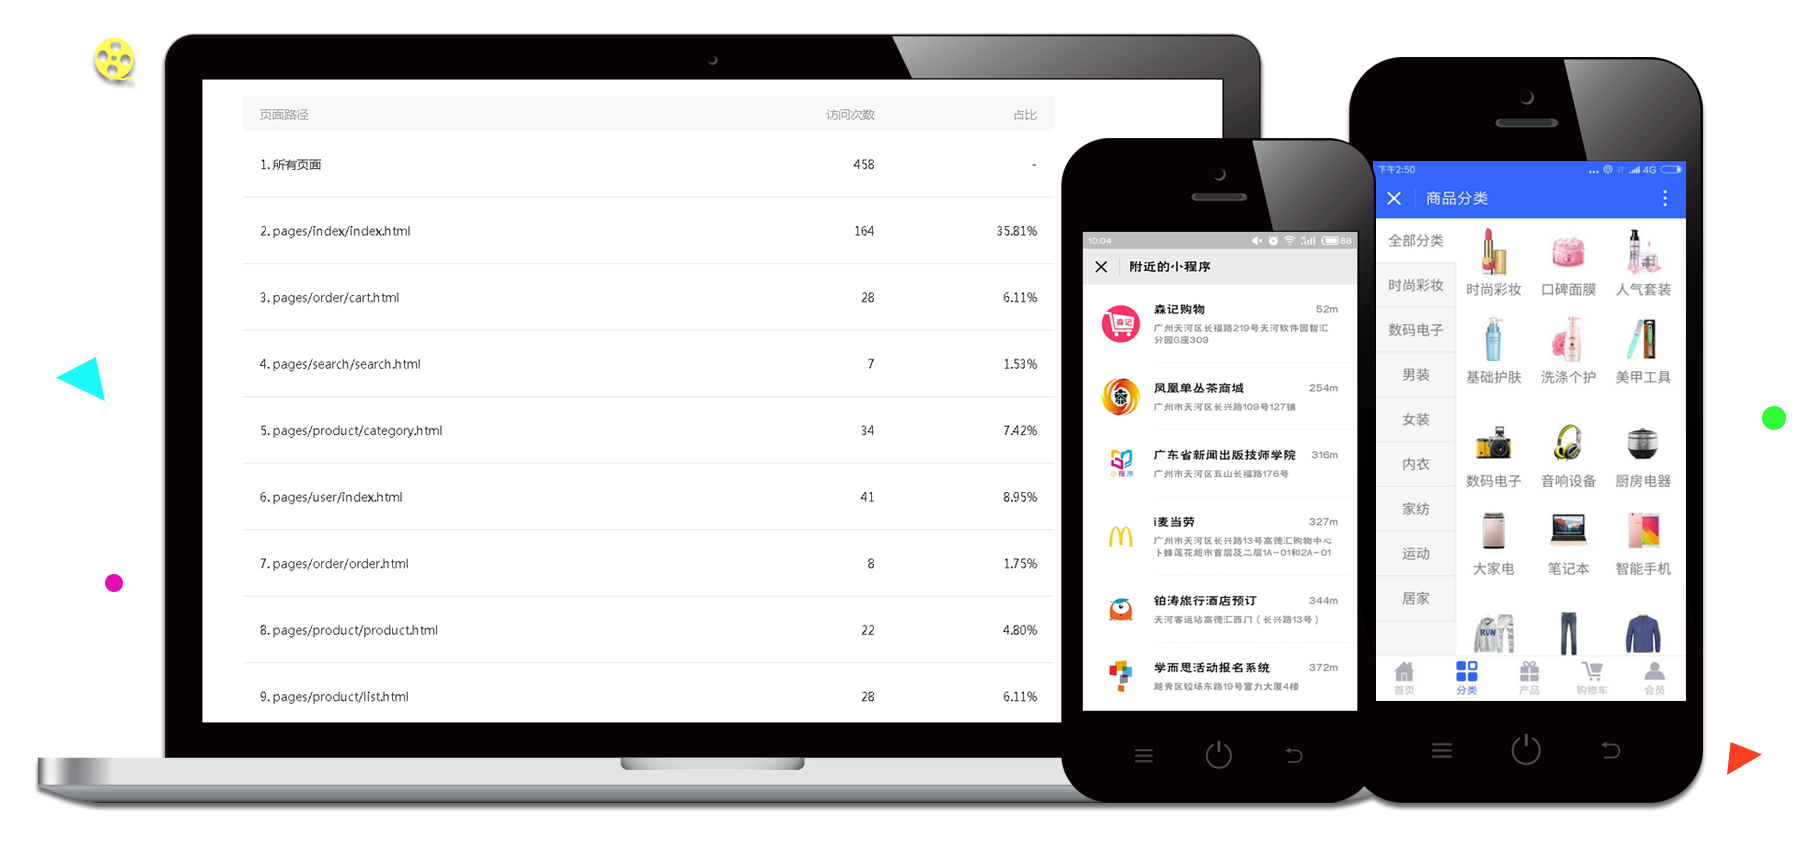 页面路径 访问次数 占比
1. 所有页面 458 -
2. pages/index/index.html 164 35.81%
3. pages/order/cart.html 28 6.11%
4. pages/search/search.html 7 1.53%
5. pages/product/category.html 34 7.42%
6. pages/user/index.html 41 8.95%
7. pages/order/order.html 8 1.75%
8. pages/product/product.html 22 4.80%
9. pages/product/list.html 28 6.11%
10:04 88
附近的小程序
森记
森记购物 52m
广州天河区长福路219号天河软件园智汇
分园G座309
茶
凤凰单丛茶商城 254m
广州市天河区长兴路109号127铺
小程序
广东省新闻出版技师学院 316m
广州市天河区五山长福路176号
i麦当劳 327m
广州市天河区长兴路13号高德汇购物中心
卜蜂莲花超市首层及二层1A-01和02A-01
铂涛旅行酒店预订 344m
天河客运站高德汇西门（长兴路13号）
学而思活动报名系统 372m
越秀区较场东路19号富力大厦4楼
下午2:50 ... 4G
商品分类
全部分类
时尚彩妆
数码电子
男装
女装
内衣
家纺
运动
居家
时尚彩妆 口碑面膜 人气套装
基础护肤 洗涤个护 美甲工具
数码电子 音响设备 厨房电器
大家电 笔记本 智能手机
RUN
首页 分类 产品 购物车 会员